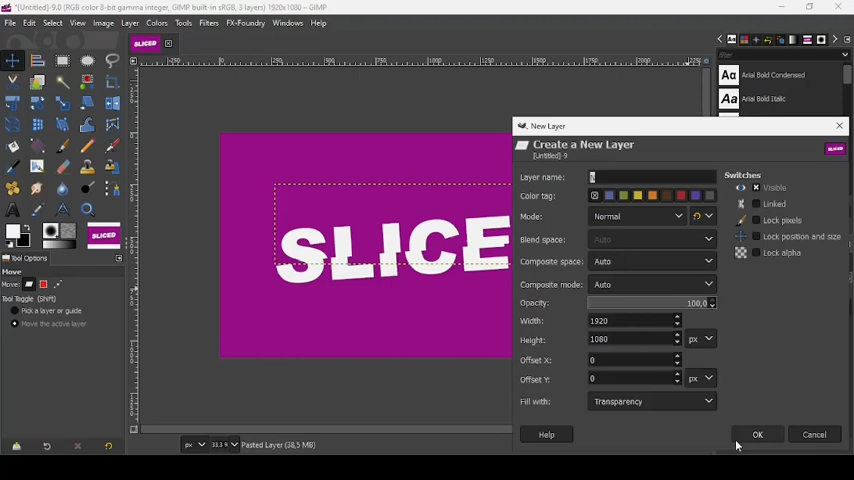 *[Untitled]-9.0 (RGB color 8-bit gamma integer, GIMP built-in sRGB, 3 layers) 1920x1080 – GIMP
File Edit Select View Image Layer Colors Tools Filters FX-Foundry Windows Help
SLICED
Aα Arial Bold Condensed
Aa Arial Bold Italic
New Layer
Create a New Layer
[Untitled]-9
SLICED
Layer name:
Switches
Color tag:
Visible
Mode: Normal
Linked
Blend space: Auto
Lock pixels
Composite space: Auto
Lock position and size
Composite mode: Auto
Lock alpha
Opacity: 100,0
Width: 1920
Height: 1080 px
Offset X: 0
Offset Y: 0 px
Fill with: Transparency
Help OK Cancel
SLICE
SLICED
Tool Options
Move
Move:
Tool Toggle (Shift)
Pick a layer or guide
Move the active layer
px 33,3 % Pasted Layer (38,5 MB)